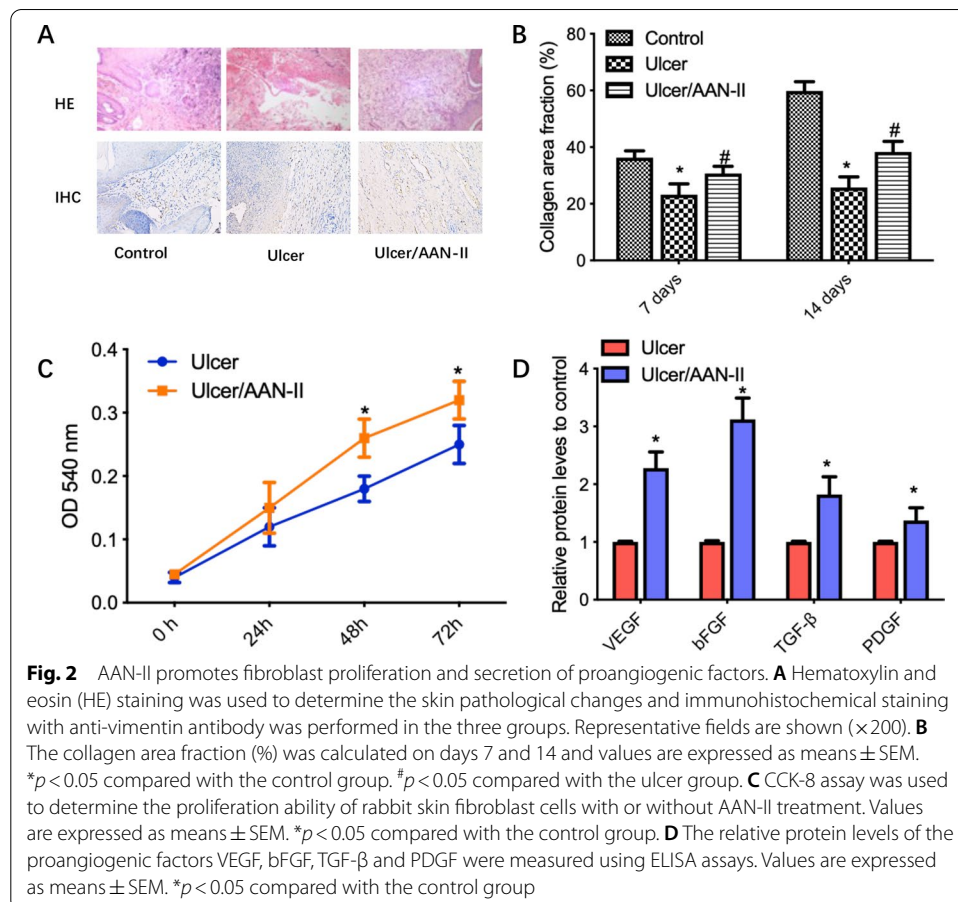 A
HE
IHC
Control
Ulcer
Ulcer/AAN-II
B
Control
Ulcer
Ulcer/AAN-II
Collagen area fraction (%)
80
60
40
20
0
*
#
*
#
7 days
14 days
C
Ulcer
Ulcer/AAN-II
OD 540 nm
0.4
0.3
0.2
0.1
0.0
*
*
0 h
24h
48h
72h
D
Ulcer
Ulcer/AAN-II
Relative protein leves to control
4
3
2
1
0
*
*
*
*
VEGF
bFGF
TGF-β
PDGF
Fig. 2 AAN-II promotes fibroblast proliferation and secretion of proangiogenic factors. A Hematoxylin and
eosin (HE) staining was used to determine the skin pathological changes and immunohistochemical staining
with anti-vimentin antibody was performed in the three groups. Representative fields are shown (×200). B
The collagen area fraction (%) was calculated on days 7 and 14 and values are expressed as means ± SEM.
*p < 0.05 compared with the control group. #p < 0.05 compared with the ulcer group. C CCK-8 assay was used
to determine the proliferation ability of rabbit skin fibroblast cells with or without AAN-II treatment. Values
are expressed as means ± SEM. *p < 0.05 compared with the control group. D The relative protein levels of the
proangiogenic factors VEGF, bFGF, TGF-β and PDGF were measured using ELISA assays. Values are expressed
as means ± SEM. *p < 0.05 compared with the control group